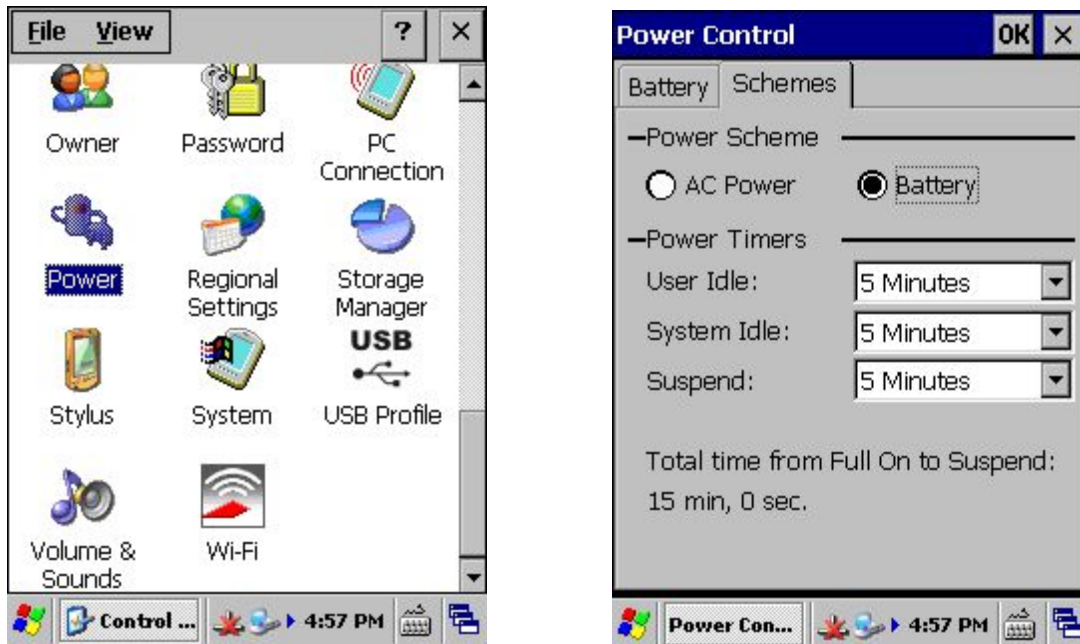 File View ? ×
Owner Password PC
Connection
Power Regional Storage
Settings Manager
USB
Stylus System USB Profile
Volume & Wi-Fi
Sounds
Control ... 4:57 PM
Power Control OK ×
Battery Schemes
Power Scheme
AC Power Battery
Power Timers
User Idle: 5 Minutes
System Idle: 5 Minutes
Suspend: 5 Minutes
Total time from Full On to Suspend:
15 min, 0 sec.
Power Con... 4:57 PM